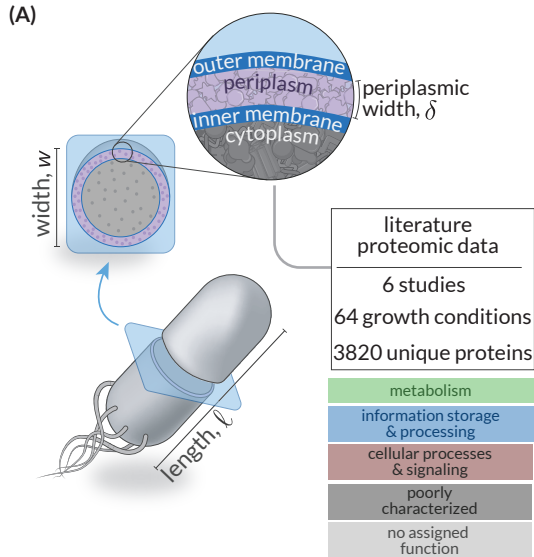 (A)
outer membrane
periplasm
inner membrane
cytoplasm
periplasmic
width, δ
width, w
length, ℓ
literature
proteomic data
6 studies
64 growth conditions
3820 unique proteins
metabolism
information storage
& processing
cellular processes
& signaling
poorly
characterized
no assigned
function